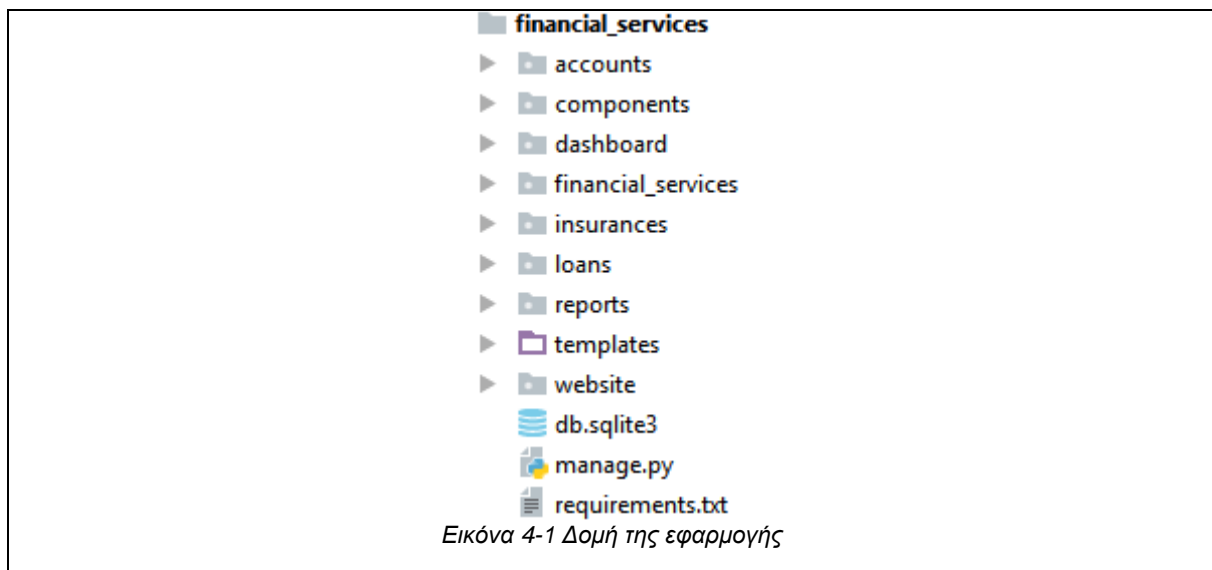 financial_services
accounts
components
dashboard
financial_services
insurances
loans
reports
templates
website
db.sqlite3
manage.py
requirements.txt
Εικόνα 4-1 Δομή της εφαρμογής